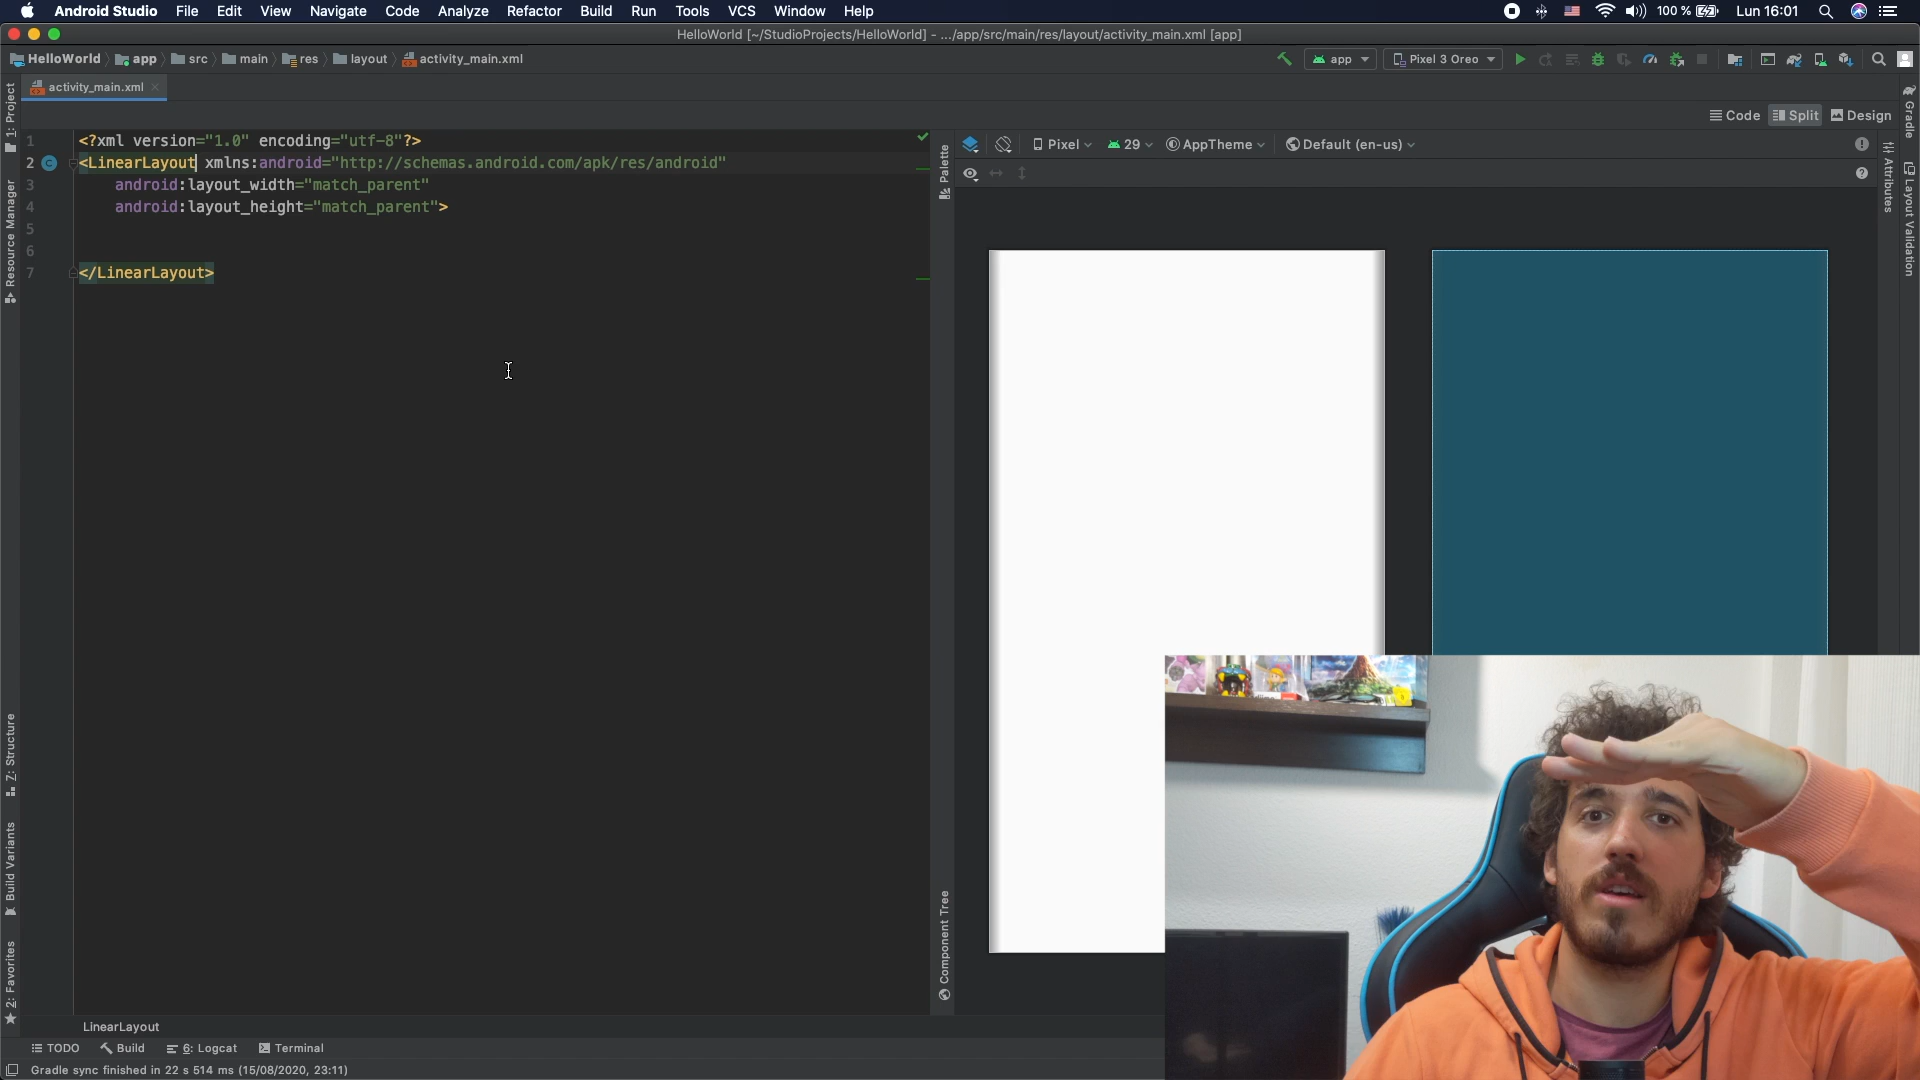 Android Studio File Edit View Navigate Code Analyze Refactor Build Run Tools VCS Window Help 100 % Lun 16:01
HelloWorld [~/StudioProjects/HelloWorld] - .../app/src/main/res/layout/activity_main.xml [app]
HelloWorld app src main res layout activity_main.xml app Pixel 3 Oreo
activity_main.xml
Code Split Design
Pixel 29 AppTheme Default (en-us)
1 <?xml version="1.0" encoding="utf-8"?>
2 <LinearLayout xmlns:android="http://schemas.android.com/apk/res/android"
3 android:layout_width="match_parent"
4 android:layout_height="match_parent">
5
6
7 </LinearLayout>
1: Project
Resource Manager
Z: Structure
Build Variants
2: Favorites
Palette
Component Tree
Attributes
Gradle
Layout Validation
LinearLayout
TODO Build 6: Logcat Terminal
Gradle sync finished in 22 s 514 ms (15/08/2020, 23:11)